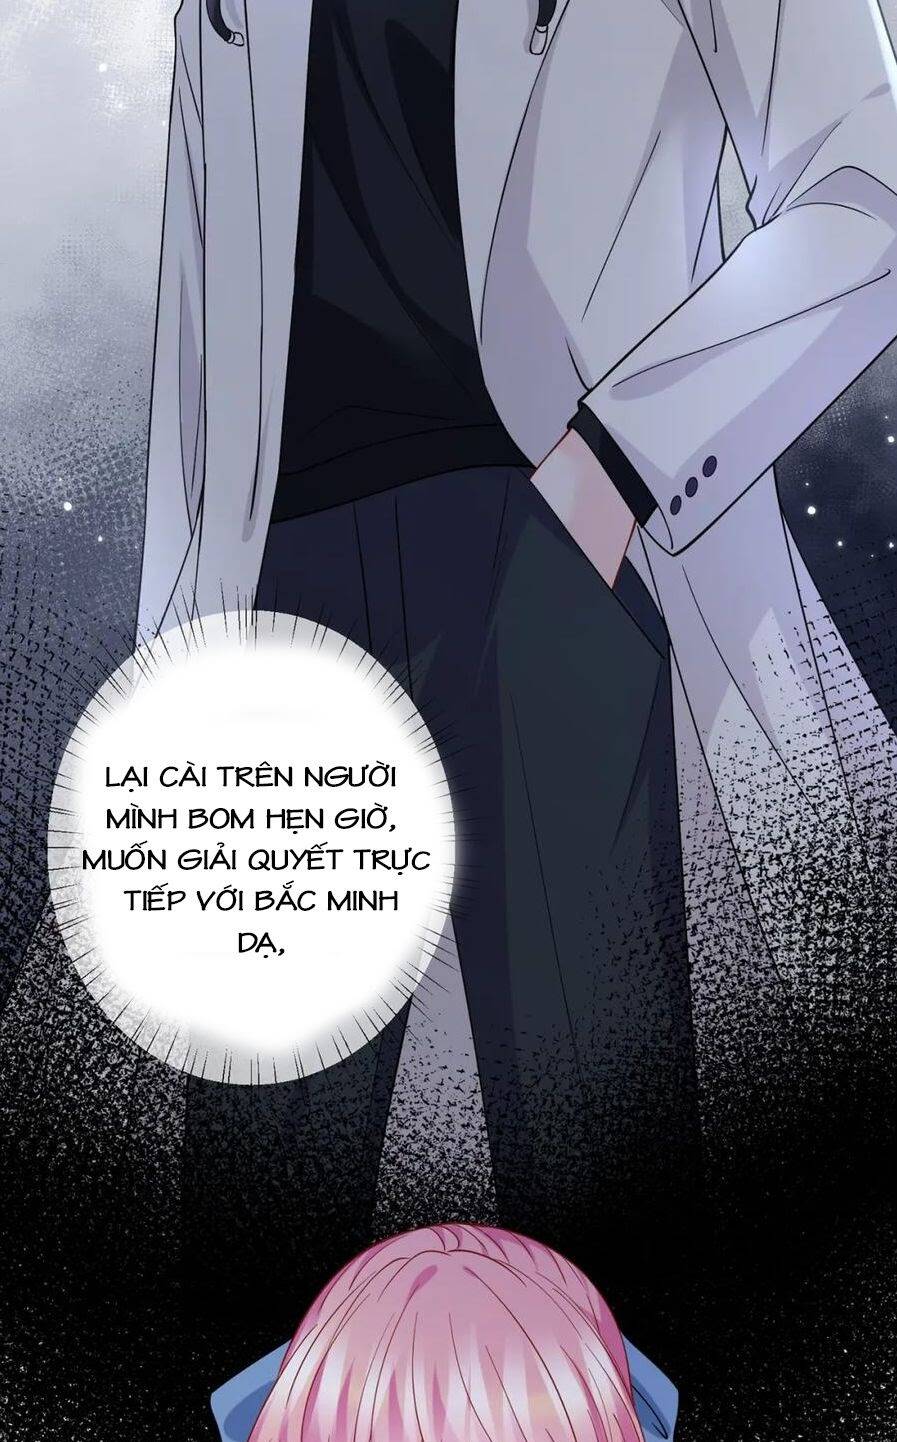 LẠI CÀI TRÊN NGƯỜI
MÌNH BOM HẸN GIỜ,
MUỐN GIẢI QUYẾT TRỰC
TIẾP VỚI BẮC MINH
DẠ,